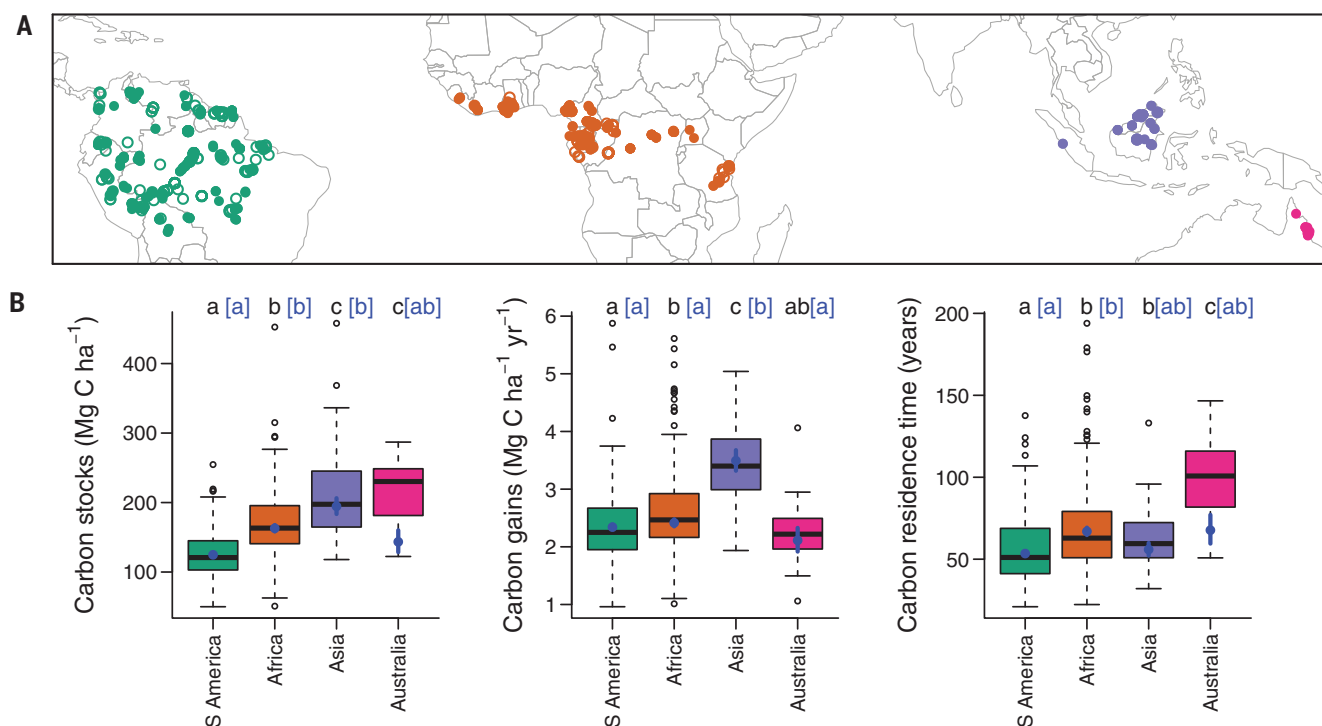 A
B
a [a] b [b] c [b] c[ab]
Carbon stocks (Mg C ha⁻¹)
400
300
200
100
S America
Africa
Asia
Australia
a [a] b [a] c [b] ab[a]
Carbon gains (Mg C ha⁻¹ yr⁻¹)
6
5
4
3
2
1
S America
Africa
Asia
Australia
a [a] b [b] b[ab] c[ab]
Carbon residence time (years)
200
150
100
50
S America
Africa
Asia
Australia